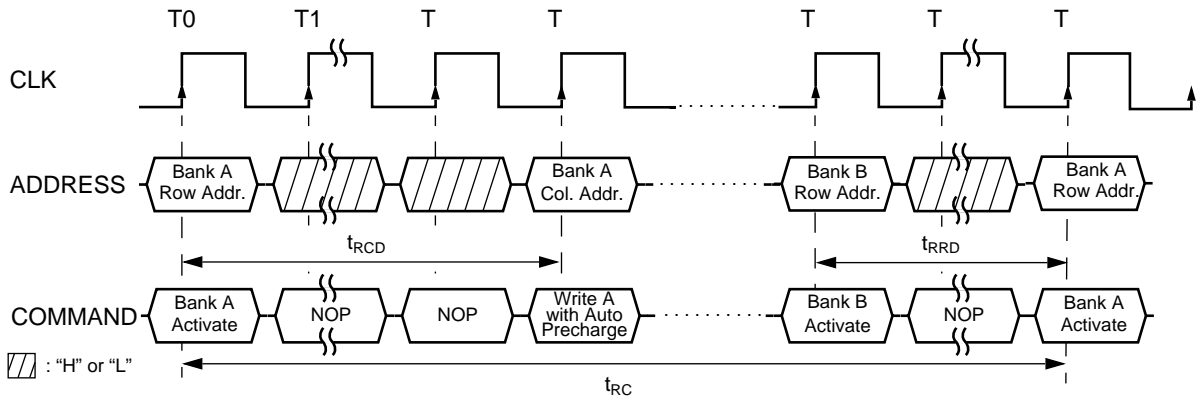 T0 T1 T T T T T
CLK
Bank A Bank A Bank B Bank A
ADDRESS Row Addr. Col. Addr. Row Addr. Row Addr.
tRCD tRRD
Bank A Write A Bank B Bank A
COMMAND Activate NOP NOP with Auto Activate NOP Activate
Precharge
: “H” or “L”
tRC